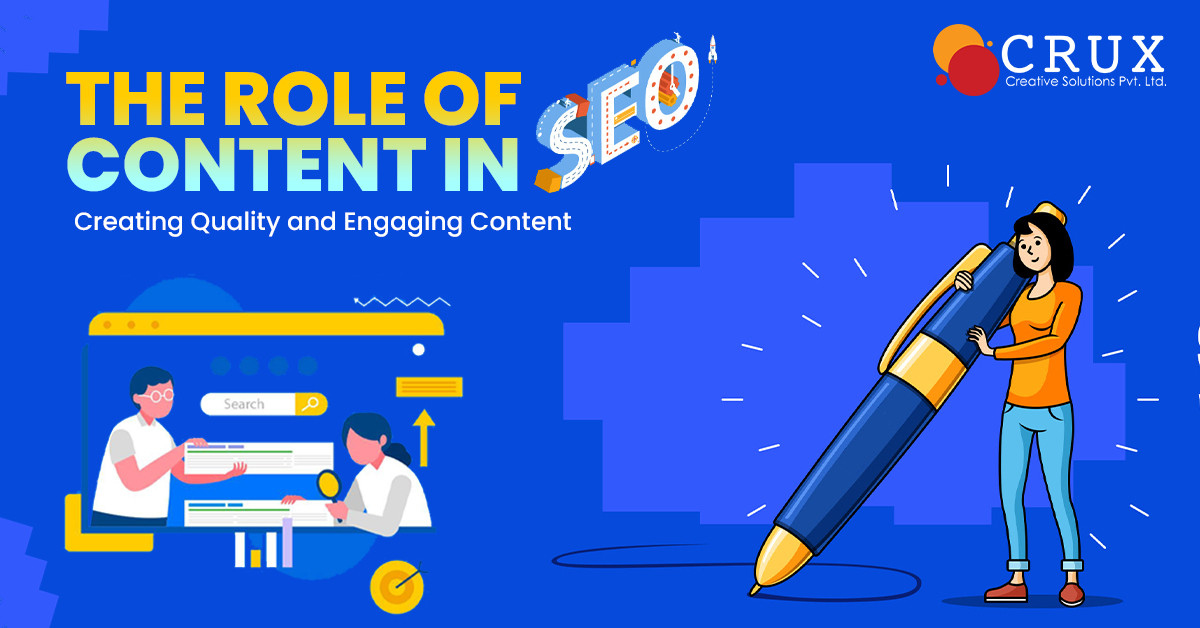 THE ROLE OF
CONTENT IN SEO
Creating Quality and Engaging Content
CRUX
Creative Solutions Pvt. Ltd.
Search